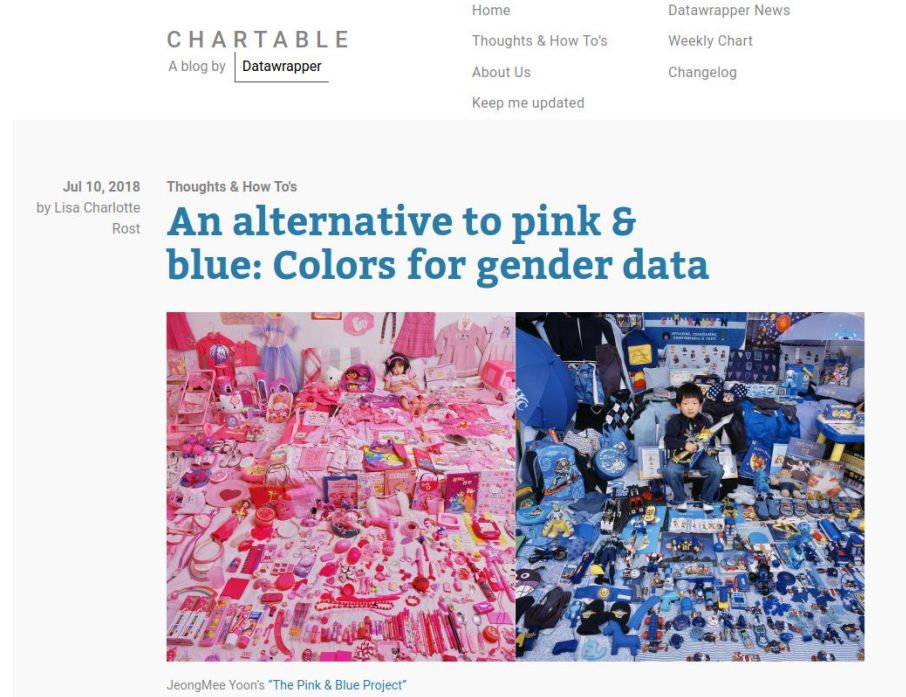 CHARTABLE
A blog by Datawrapper
Home
Thoughts & How To's
About Us
Keep me updated
Datawrapper News
Weekly Chart
Changelog
Jul 10, 2018
by Lisa Charlotte
Rost
Thoughts & How To's
An alternative to pink &
blue: Colors for gender data
JeongMee Yoon's "The Pink & Blue Project"